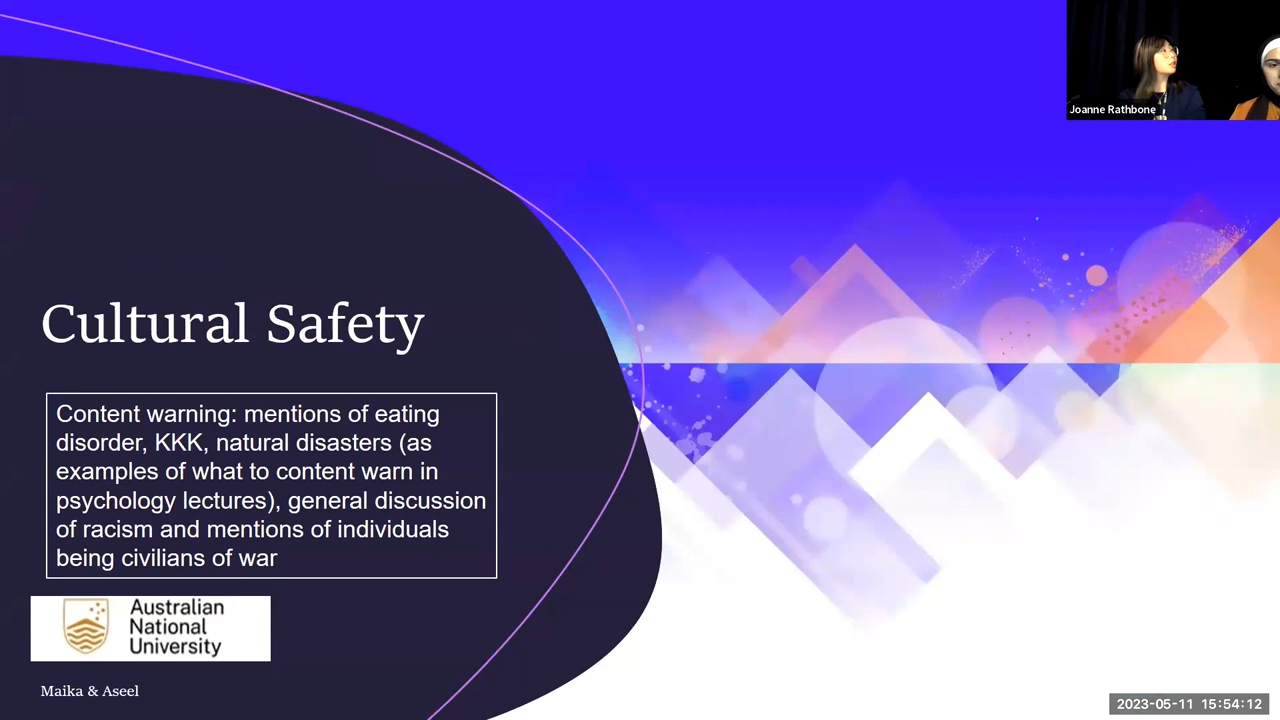 Joanne Rathbone
Cultural Safety
Content warning: mentions of eating
disorder, KKK, natural disasters (as
examples of what to content warn in
psychology lectures), general discussion
of racism and mentions of individuals
being civilians of war
Australian
National
University
Maika & Aseel
2023-05-11 15:54:12